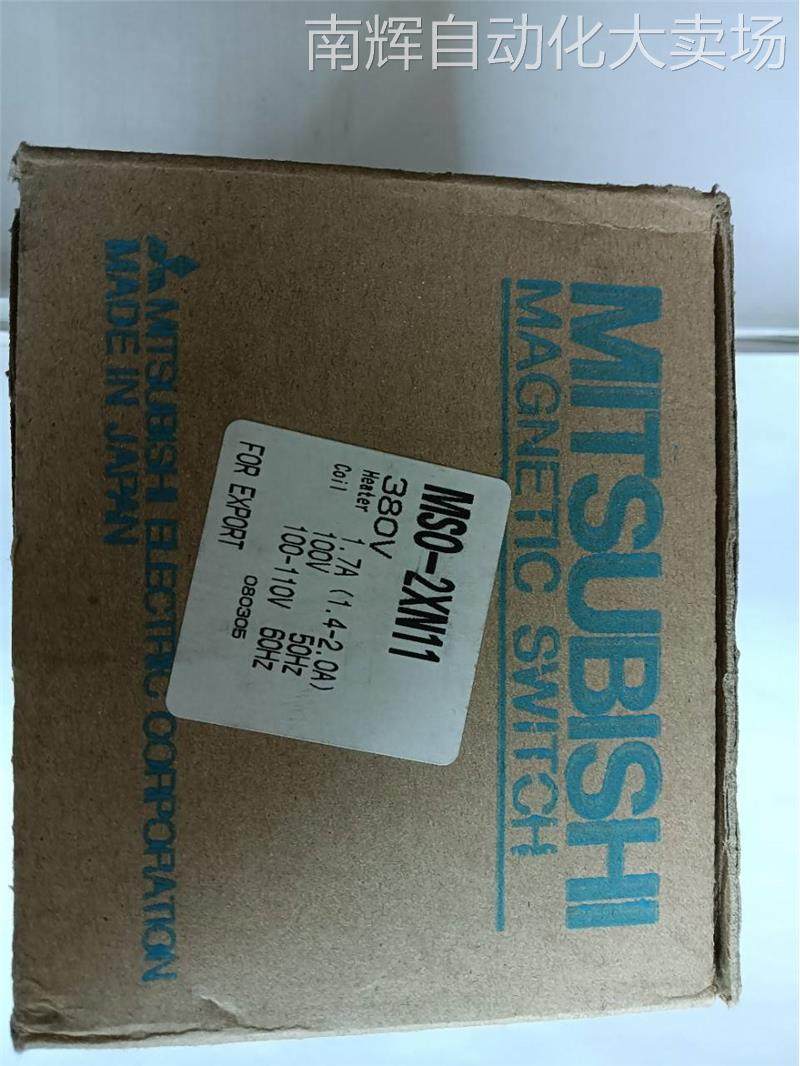 南辉自动化大卖场
MITSUBISHI
MAGNETIC SWITCH
MSO-2XN11
380V
Heater 1.7A (1.4-2.0A)
Coil 100V 50Hz
100-110V 60Hz
FOR EXPORT 080305
MITSUBISHI ELECTRIC CORPORATION
MADE IN JAPAN